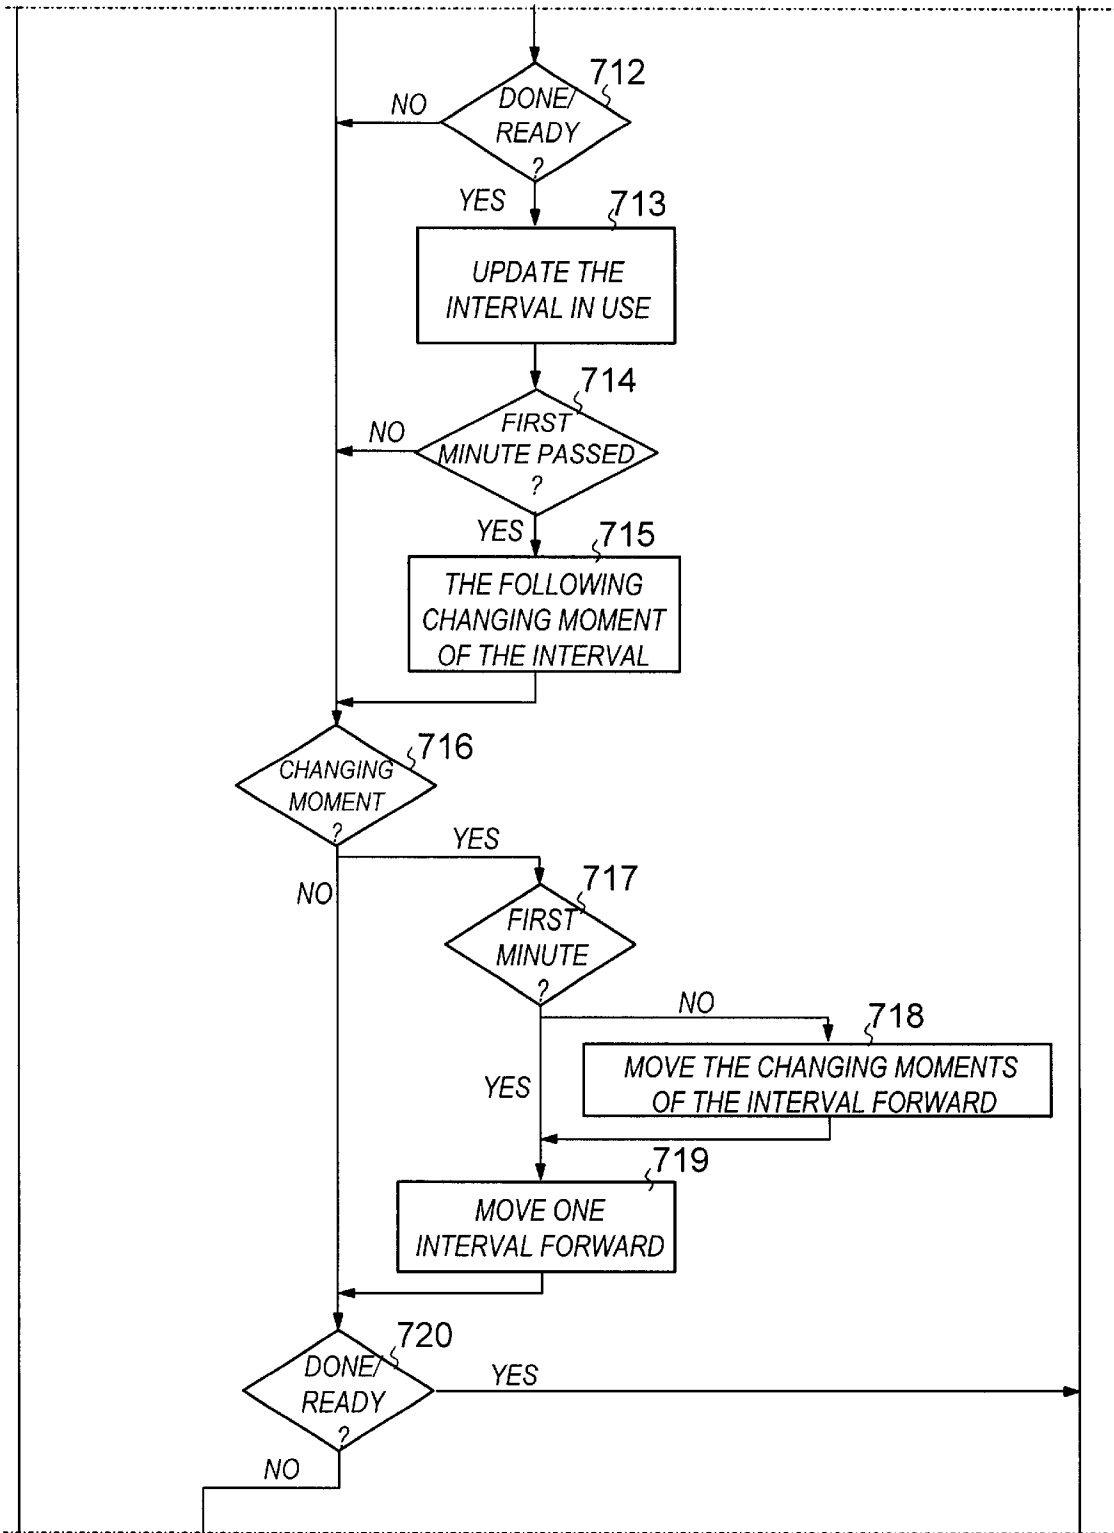 712
DONE/
NO
READY
?
YES
713
UPDATE THE
INTERVAL IN USE
714
FIRST
NO
MINUTE PASSED
?
YES
715
THE FOLLOWING
CHANGING MOMENT
OF THE INTERVAL
716
CHANGING
MOMENT
?
YES
NO
717
FIRST
MINUTE
?
NO
718
MOVE THE CHANGING MOMENTS
OF THE INTERVAL FORWARD
YES
719
MOVE ONE
INTERVAL FORWARD
720
DONE/
READY
?
YES
NO